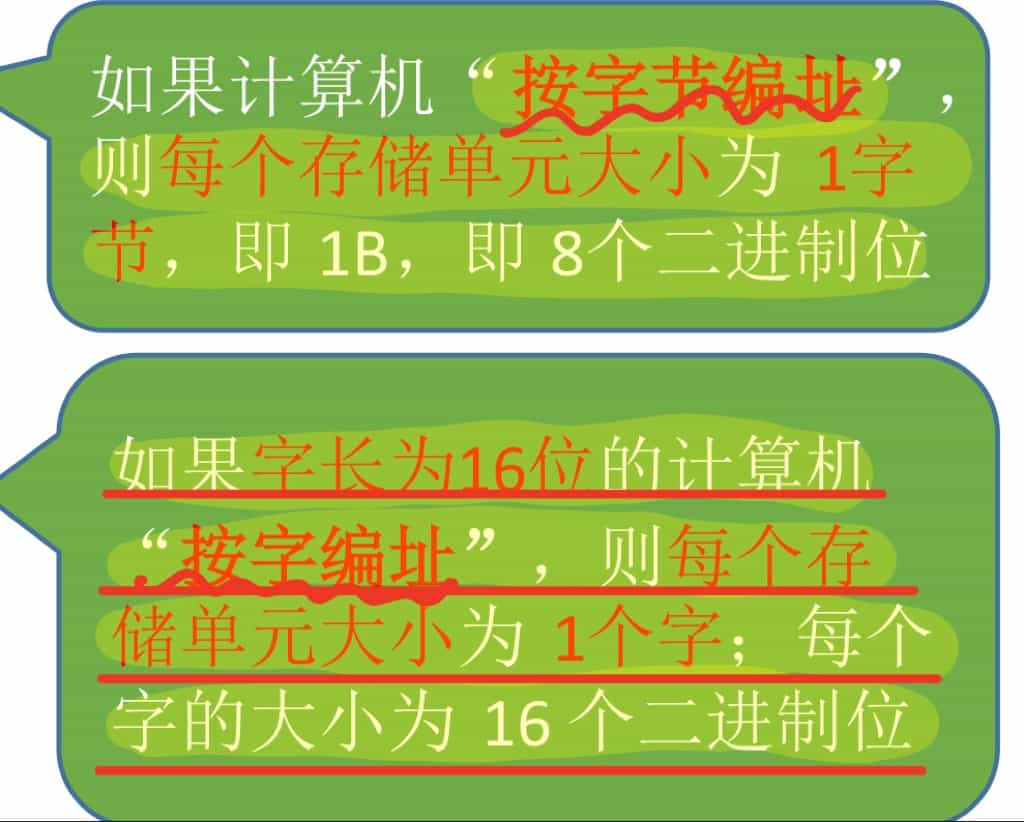 如果计算机“按字节编址”，
则每个存储单元大小为 1字
节，即 1B，即 8个二进制位
如果字长为16位的计算机
“按字编址”，则每个存
储单元大小为 1个字；每个
字的大小为 16 个二进制位